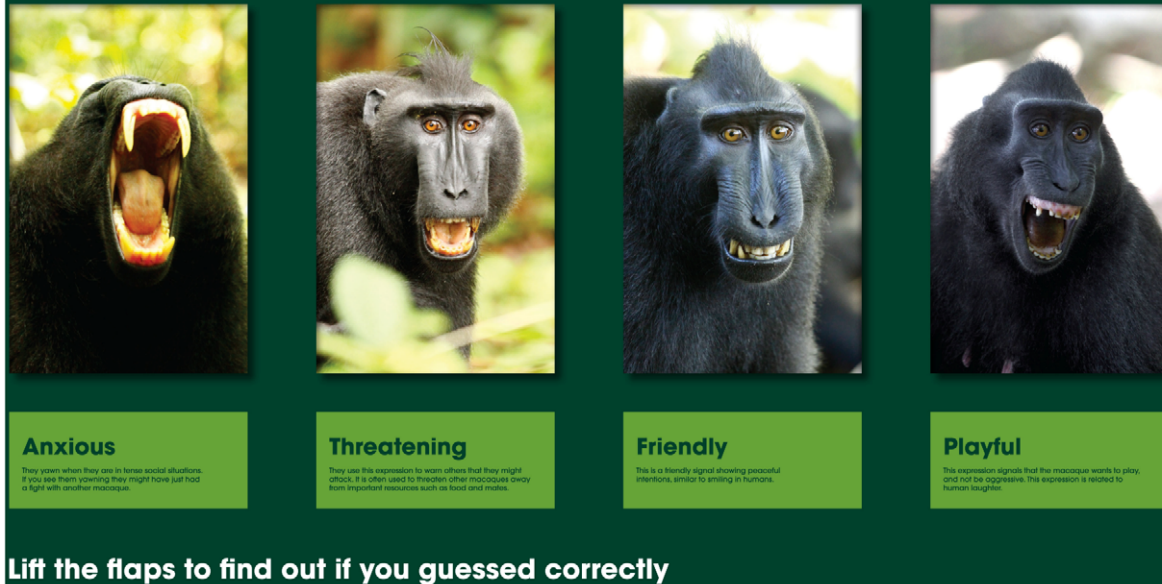 Anxious
They yawn when they are in tense social situations.
If you see them yawning they might have just had
a fight with another macaque.
Threatening
They use this expression to warn others that they might
attack. It is often used to threaten other macaques away
from important resources such as food and mates.
Friendly
This is a friendly signal showing peaceful
intentions, similar to smiling in humans.
Playful
This expression signals that the macaque wants to play,
and not be aggressive. This expression is related to
human laughter.
Lift the flaps to find out if you guessed correctly